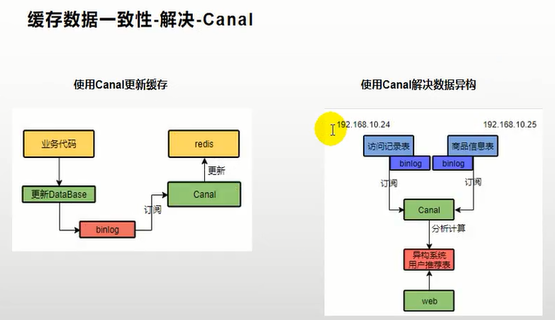 缓存数据一致性-解决-Canal
使用Canal更新缓存
业务代码
redis
更新
更新DataBase
Canal
订阅
binlog
使用Canal解决数据异构
192.168.10.24
192.168.10.25
访问记录表
商品信息表
binlog
binlog
订阅
订阅
Canal
分析计算
异构系统
用户推荐表
web